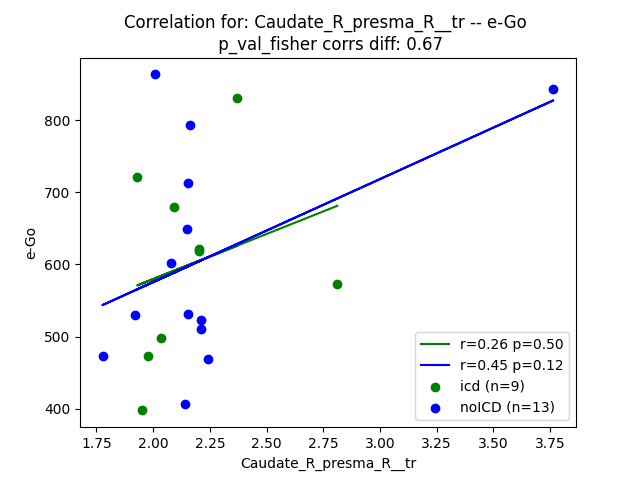 Correlation for: Caudate_R_presma_R__tr -- e-Go
p_val_fisher corrs diff: 0.67
e-Go
800
700
600
500
400
r=0.26 p=0.50
r=0.45 p=0.12
icd (n=9)
noICD (n=13)
1.75 2.00 2.25 2.50 2.75 3.00 3.25 3.50 3.75
Caudate_R_presma_R__tr